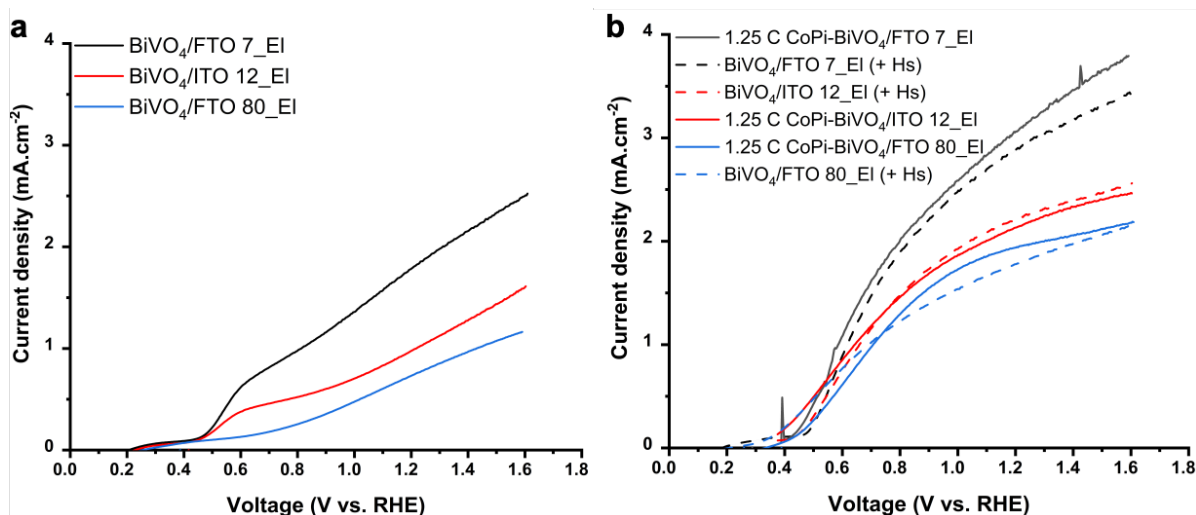 a
BiVO4/FTO 7_El
BiVO4/ITO 12_El
BiVO4/FTO 80_El
Current density (mA.cm-2)
4
3
2
1
0
0.0 0.2 0.4 0.6 0.8 1.0 1.2 1.4 1.6 1.8
Voltage (V vs. RHE)
b
1.25 C CoPi-BiVO4/FTO 7_El
BiVO4/FTO 7_El (+ Hs)
BiVO4/ITO 12_El (+ Hs)
1.25 C CoPi-BiVO4/ITO 12_El
1.25 C CoPi-BiVO4/FTO 80_El
BiVO4/FTO 80_El (+ Hs)
Current density (mA.cm-2)
4
3
2
1
0
0.0 0.2 0.4 0.6 0.8 1.0 1.2 1.4 1.6 1.8
Voltage (V vs. RHE)